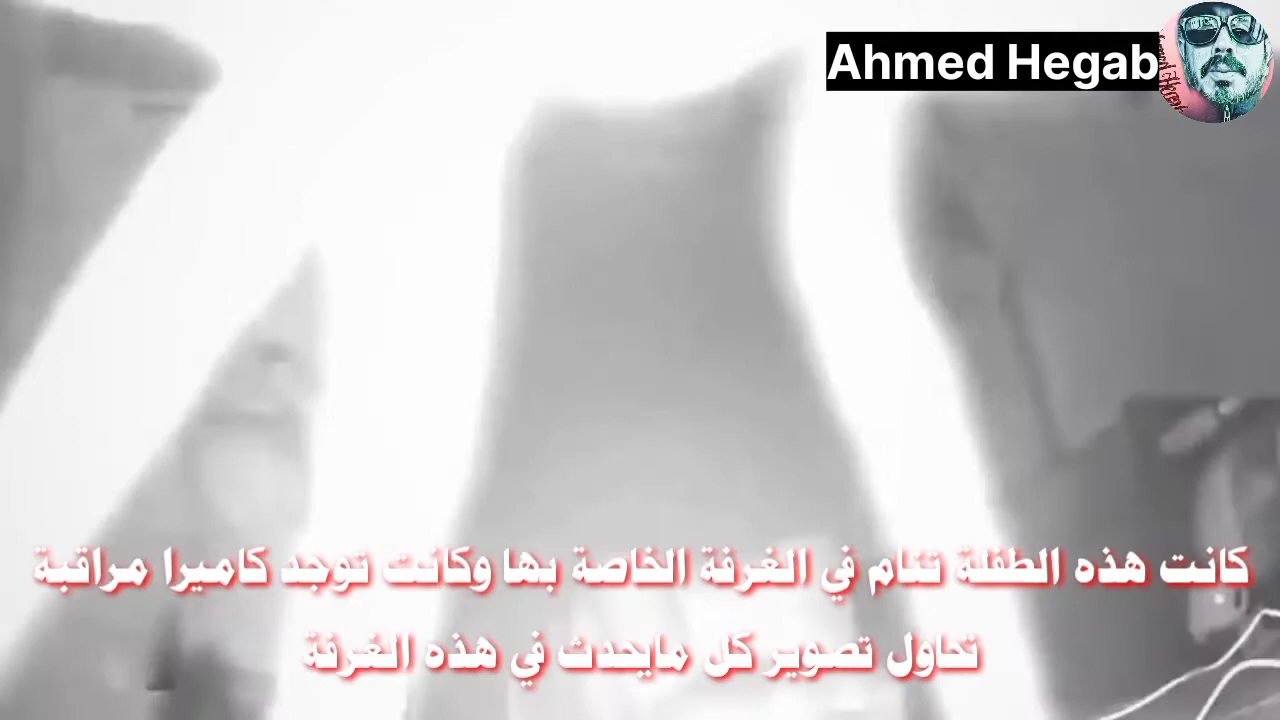 Ahmed Hegab
كانت هذه الطفلة تنام في الغرفة الخاصة بها وكانت توجد كاميرا مراقبة
تحاول تصوير كل مايحدث في هذه الغرفة